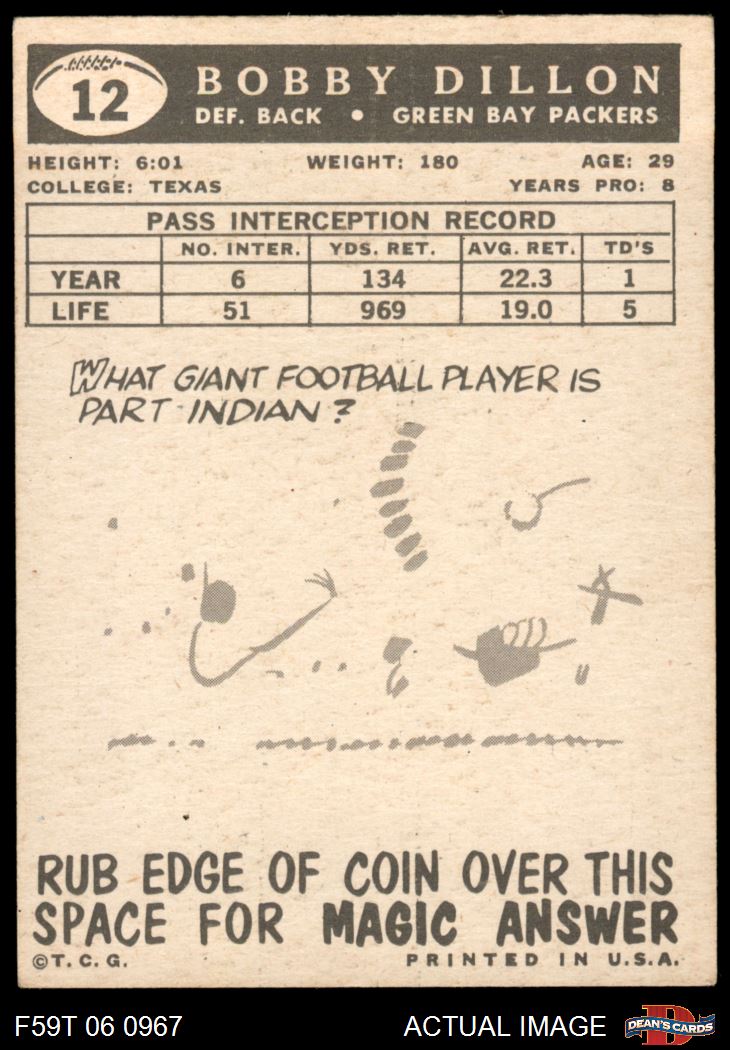 12
BOBBY DILLON
DEF. BACK • GREEN BAY PACKERS
HEIGHT: 6:01 WEIGHT: 180 AGE: 29
COLLEGE: TEXAS YEARS PRO: 8
PASS INTERCEPTION RECORD
NO. INTER. YDS. RET. AVG. RET. TD'S
YEAR 6 134 22.3 1
LIFE 51 969 19.0 5
WHAT GIANT FOOTBALL PLAYER IS
PART INDIAN?
RUB EDGE OF COIN OVER THIS
SPACE FOR MAGIC ANSWER
©T.C.G. PRINTED IN U.S.A.
F59T 06 0967 ACTUAL IMAGE D DEAN'S CARDS